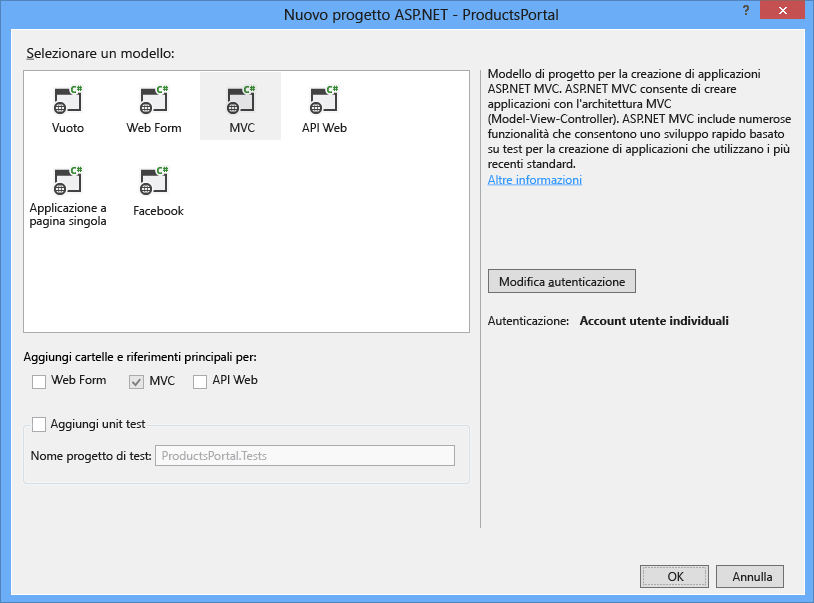 Nuovo progetto ASP.NET - ProductsPortal
?
Selezionare un modello:
C#
C#
C#
C#
Vuoto
Web Form
MVC
API Web
C#
C#
Applicazione a
pagina singola
Facebook
Modello di progetto per la creazione di applicazioni
ASP.NET MVC. ASP.NET MVC consente di creare
applicazioni con l'architettura MVC
(Model-View-Controller). ASP.NET MVC include numerose
funzionalità che consentono uno sviluppo rapido basato
su test per la creazione di applicazioni che utilizzano i più
recenti standard.
Altre informazioni
Modifica autenticazione
Autenticazione: Account utente individuali
Aggiungi cartelle e riferimenti principali per:
Web Form
MVC
API Web
Aggiungi unit test
Nome progetto di test: ProductsPortal.Tests
OK
Annulla